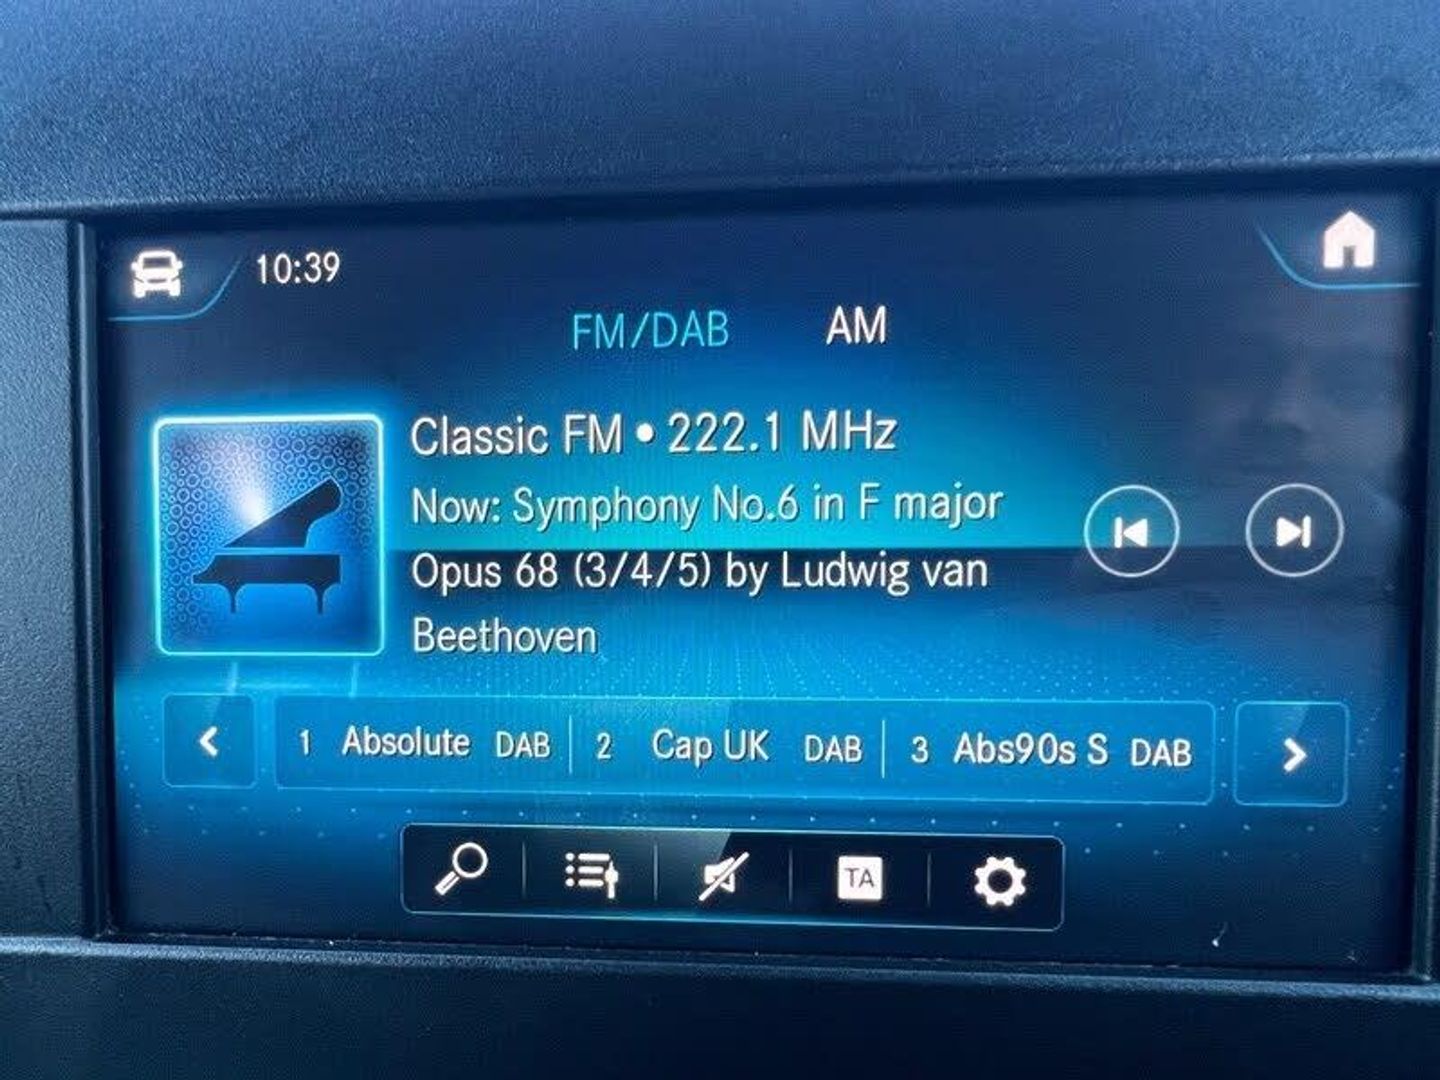 10:39
FM/DAB AM
Classic FM • 222.1 MHz
Now: Symphony No.6 in F major
Opus 68 (3/4/5) by Ludwig van
Beethoven
1 Absolute DAB 2 Cap UK DAB 3 Abs90s S DAB
TA